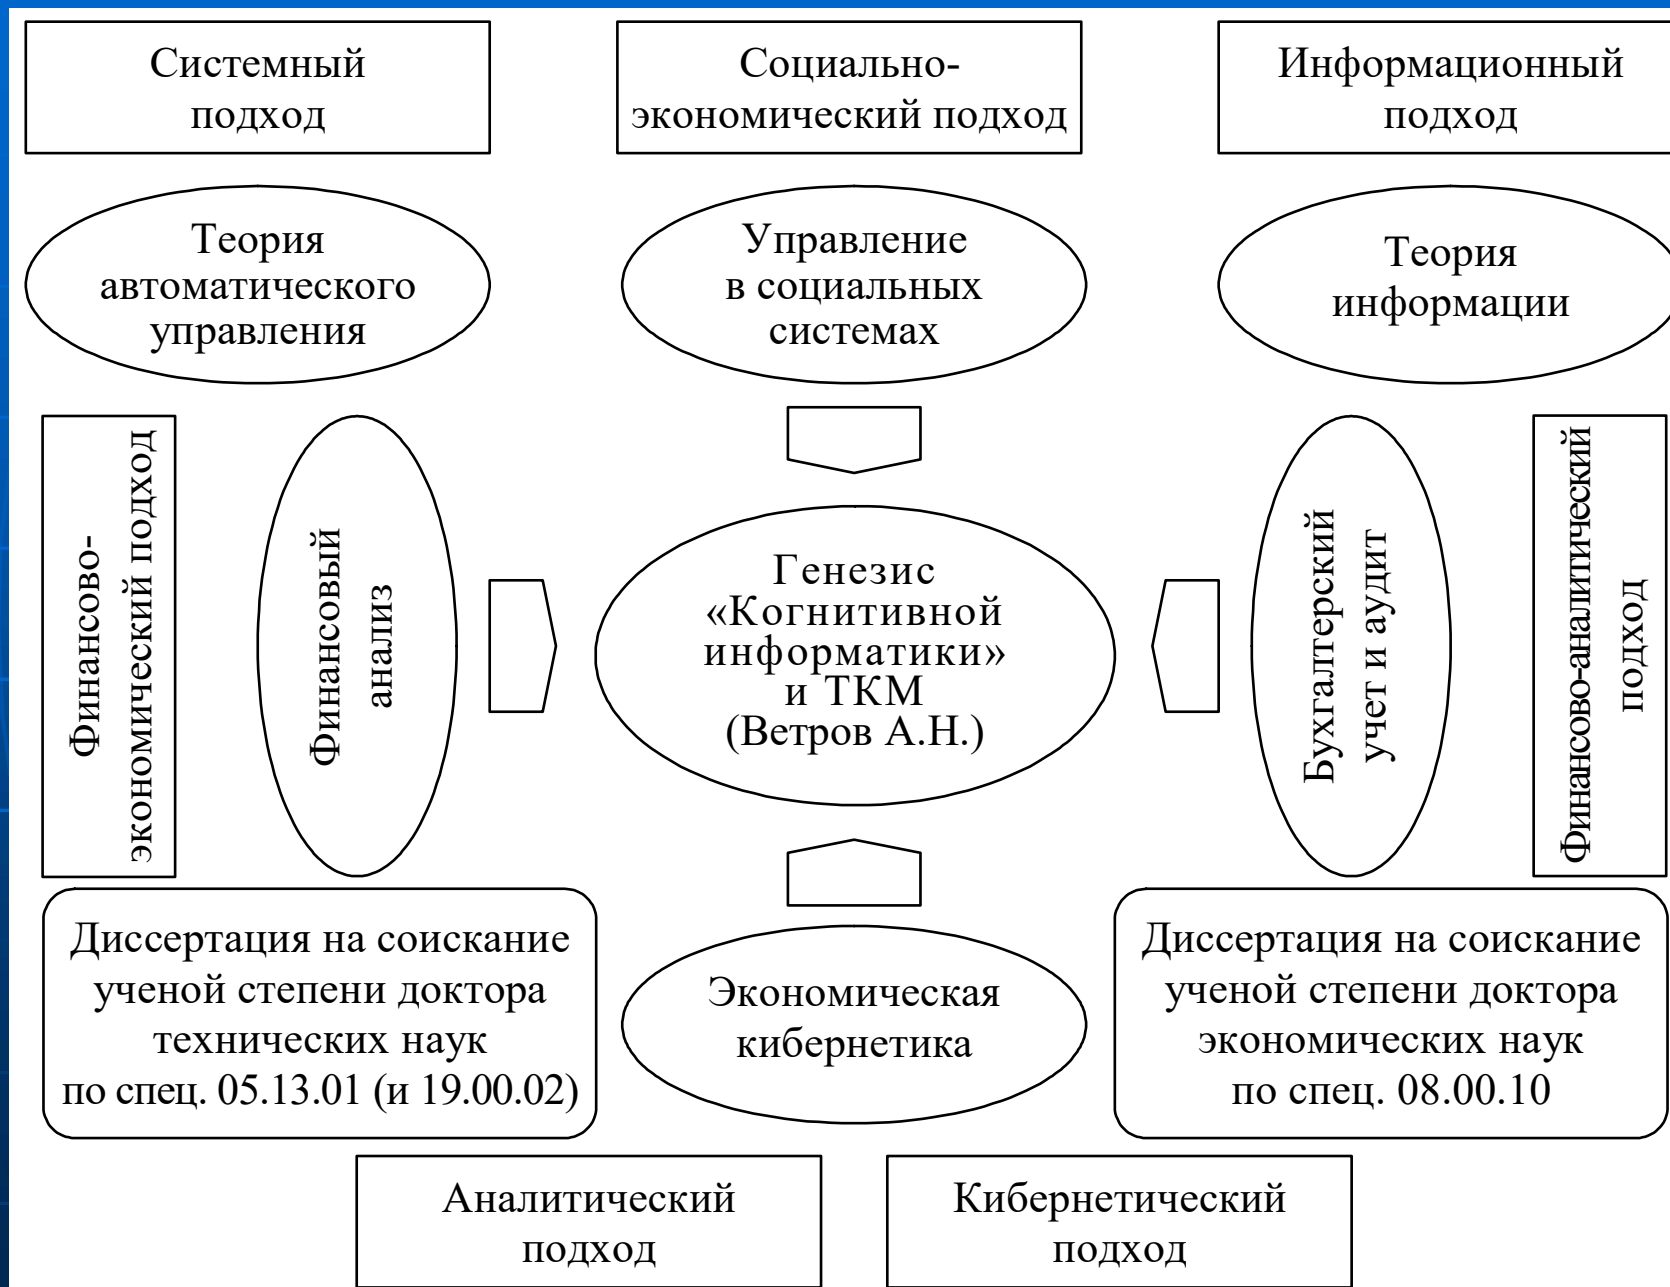 Системный
подход
Социально-
экономический подход
Информационный
подход
Теория
автоматического
управления
Управление
в социальных
системах
Теория
информации
Финансово-
экономический подход
Финансовый
анализ
Генезис
«Когнитивной
информатики»
и ТКМ
(Ветров А.Н.)
Бухгалтерский
учет и аудит
Финансово-аналитический
подход
Диссертация на соискание
ученой степени доктора
технических наук
по спец. 05.13.01 (и 19.00.02)
Экономическая
кибернетика
Диссертация на соискание
ученой степени доктора
экономических наук
по спец. 08.00.10
Аналитический
подход
Кибернетический
подход